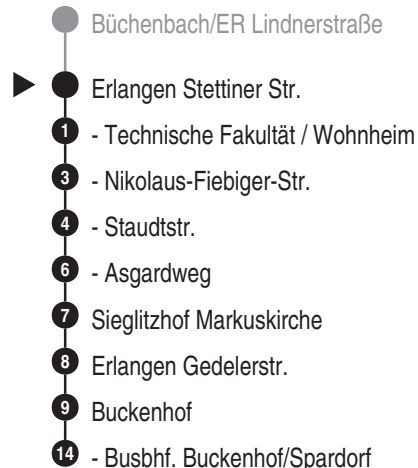 Büchenbach/ER Lindnerstraße
Erlangen Stettiner Str.
1 - Technische Fakultät / Wohnheim
3 - Nikolaus-Fiebiger-Str.
4 - Staudtstr.
6 - Asgardweg
7 Sieglitzhof Markuskirche
8 Erlangen Gedelerstr.
9 Buckenhof
14 - Busbhf. Buckenhof/Spardorf